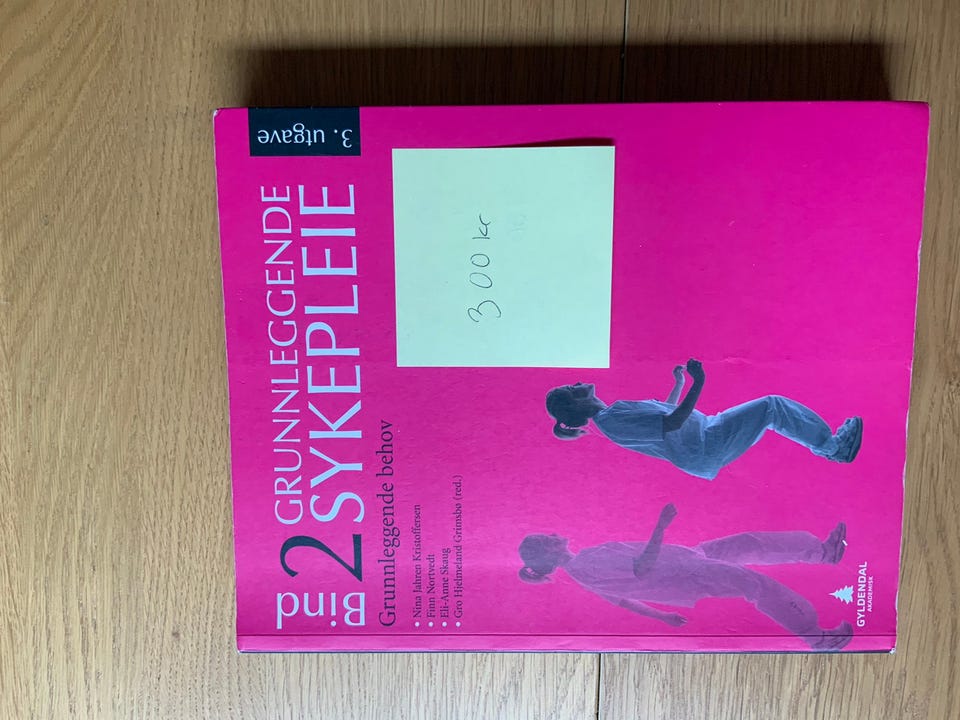 3. utgave
Bind 2 GRUNNLEGGENDE
SYKEPLEIE
Grunnleggende behov
• Nina Jahren Kristoffersen
• Finn Nortvedt
• Eli-Anne Skaug
• Gro Hjelmeland Grimsbø (red.)
300 kr
GYLDENDAL
AKADEMISK